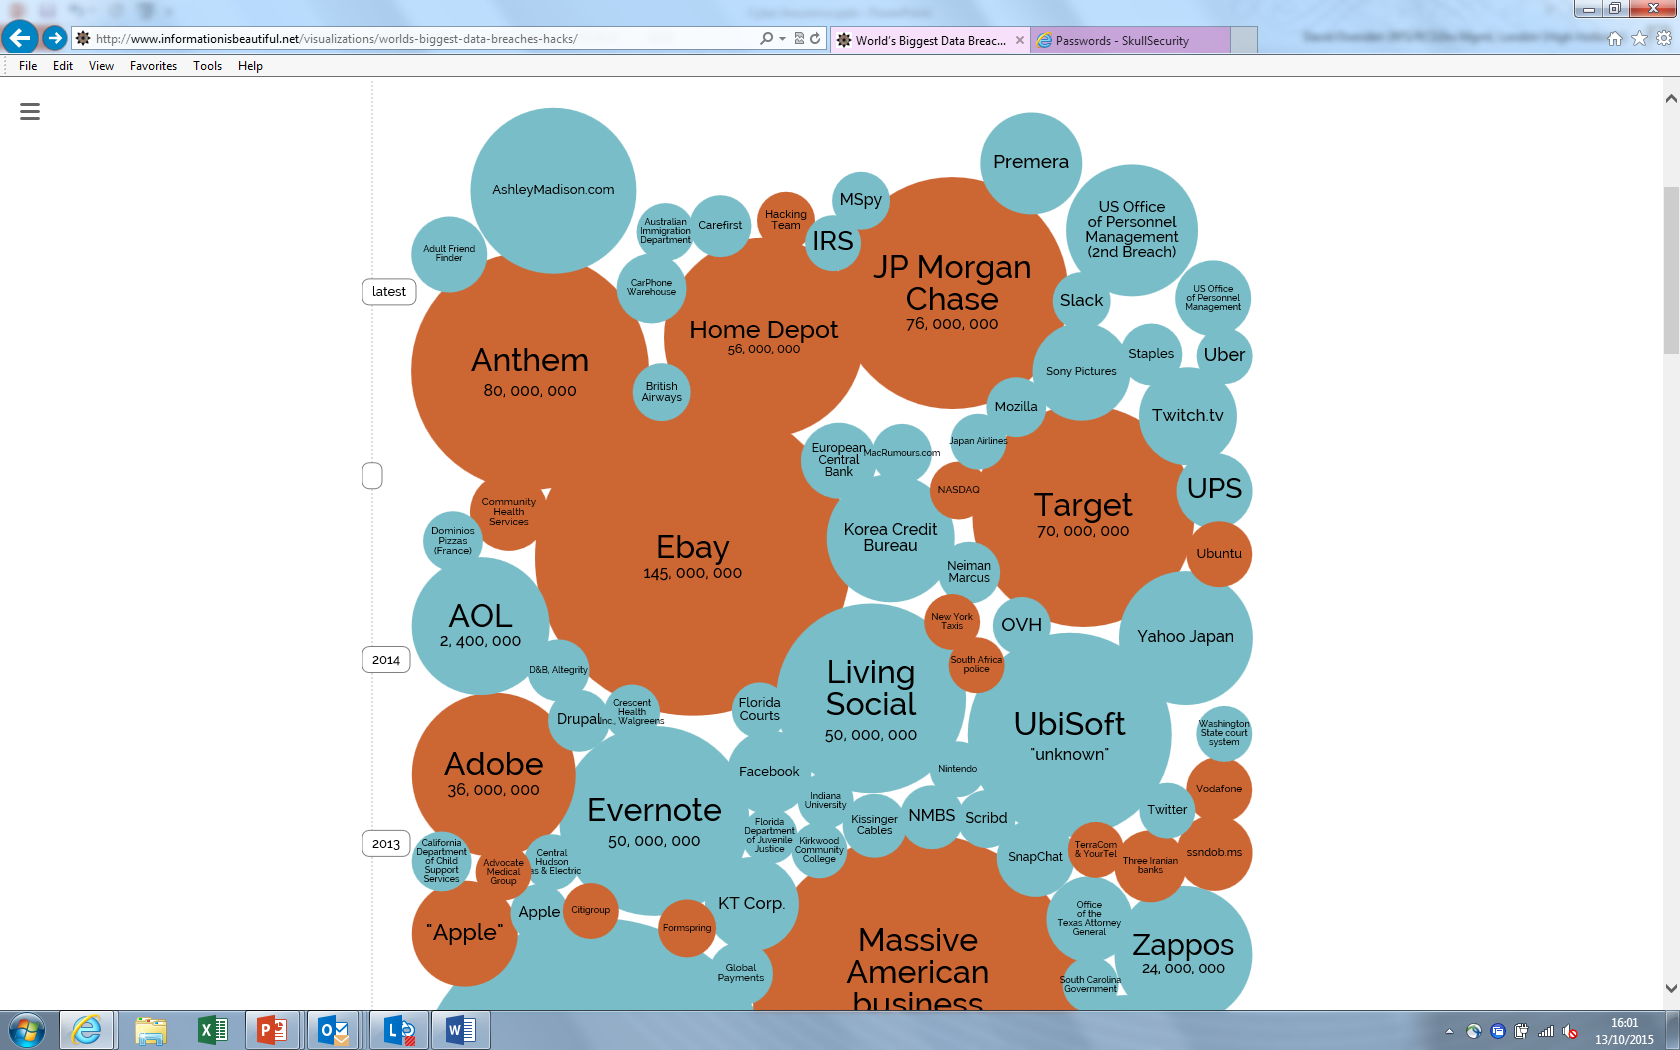 http://www.informationisbeautiful.net/visualizations/worlds-biggest-data-breaches-hacks/
World's Biggest Data Breac...
Passwords - SkullSecurity
File Edit View Favorites Tools Help
Premera
AshleyMadison.com
MSpy
US Office
of Personnel
Management
(2nd Breach)
Hacking
Team
Australian
Immigration
Department
Carefirst
IRS
Adult Friend
Finder
JP Morgan
Chase
76, 000, 000
CarPhone
Warehouse
latest
Slack
US Office
of Personnel
Management
Home Depot
56, 000, 000
Anthem
80, 000, 000
Staples
Uber
Sony Pictures
British
Airways
Mozilla
Twitch.tv
Japan Airlines
European
Central
Bank
MacRumours.com
NASDAQ
UPS
Target
70, 000, 000
Community
Health
Services
Korea Credit
Bureau
Dominios
Pizzas
(France)
Ebay
145, 000, 000
Ubuntu
Neiman
Marcus
AOL
2, 400, 000
New York
Taxis
OVH
Yahoo Japan
2014
South Africa
police
D&B, Altegrity
Living
Social
50, 000, 000
Florida
Courts
Crescent
Health
Inc., Walgreens
Drupal
UbiSoft
"unknown"
Washington
State court
system
Adobe
36, 000, 000
Facebook
Nintendo
Vodafone
Evernote
50, 000, 000
Indiana
University
Twitter
Kissinger
Cables
NMBS
Scribd
Florida
Department
of Juvenile
Justice
2013
California
Department
of Child
Support
Services
Kirkwood
Community
College
TerraCom
& YourTel
ssndob.ms
SnapChat
Three Iranian
banks
Advocate
Medical
Group
Central
Hudson
as & Electric
Apple
Citigroup
KT Corp.
Office
of the
Texas Attorney
General
"Apple"
Formspring
Massive
American
business
Zappos
24, 000, 000
Global
Payments
South Carolina
Government
16:01
13/10/2015